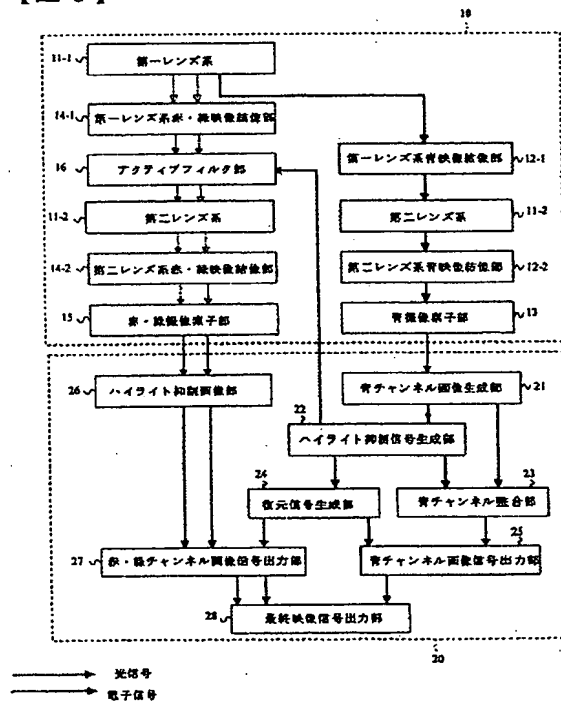 10
11-1
第一レンズ系
14-1
第一レンズ系赤・緑映像結像部
第一レンズ系青映像結像部
12-1
16
アクティブフィルタ部
11-2
第二レンズ系
第二レンズ系
11-2
14-2
第二レンズ系赤・緑映像結像部
第二レンズ系青映像結像部
12-2
15
赤・緑撮像素子部
青撮像素子部
13
26
ハイライト抑制画像部
青チャンネル画像生成部
21
22
ハイライト抑制信号生成部
24
復元信号生成部
23
青チャンネル整合部
27
赤・緑チャンネル画像信号出力部
25
青チャンネル画像信号出力部
28
最終映像信号出力部
20
光信号
電子信号